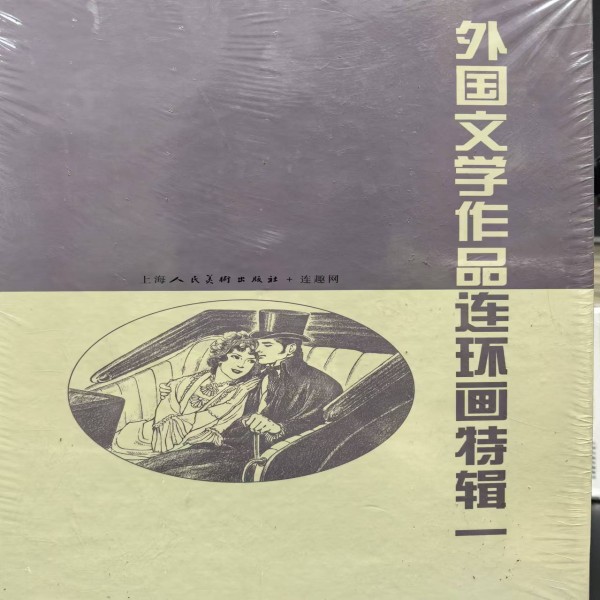 外国文学作品连环画特辑一
上海人民美術出版社 + 连趣网